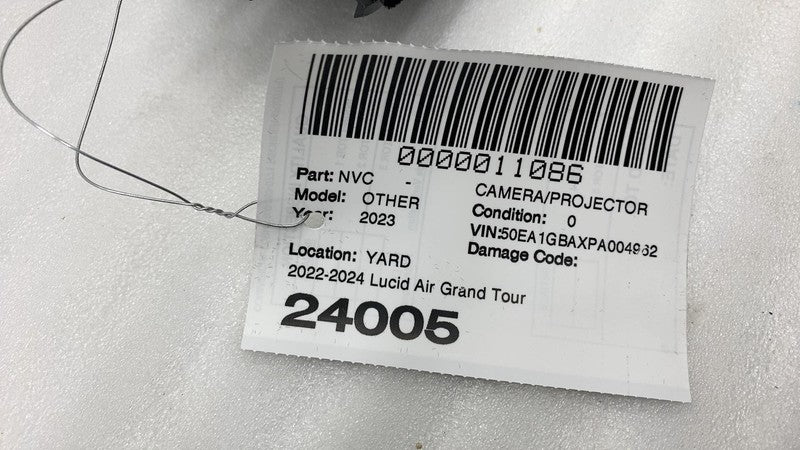 0000011086
Part: NVC -
CAMERA/PROJECTOR
Model: OTHER
Condition: 0
Year: 2023
VIN:50EA1GBAXPA004962
Location: YARD
Damage Code:
2022-2024 Lucid Air Grand Tour
24005